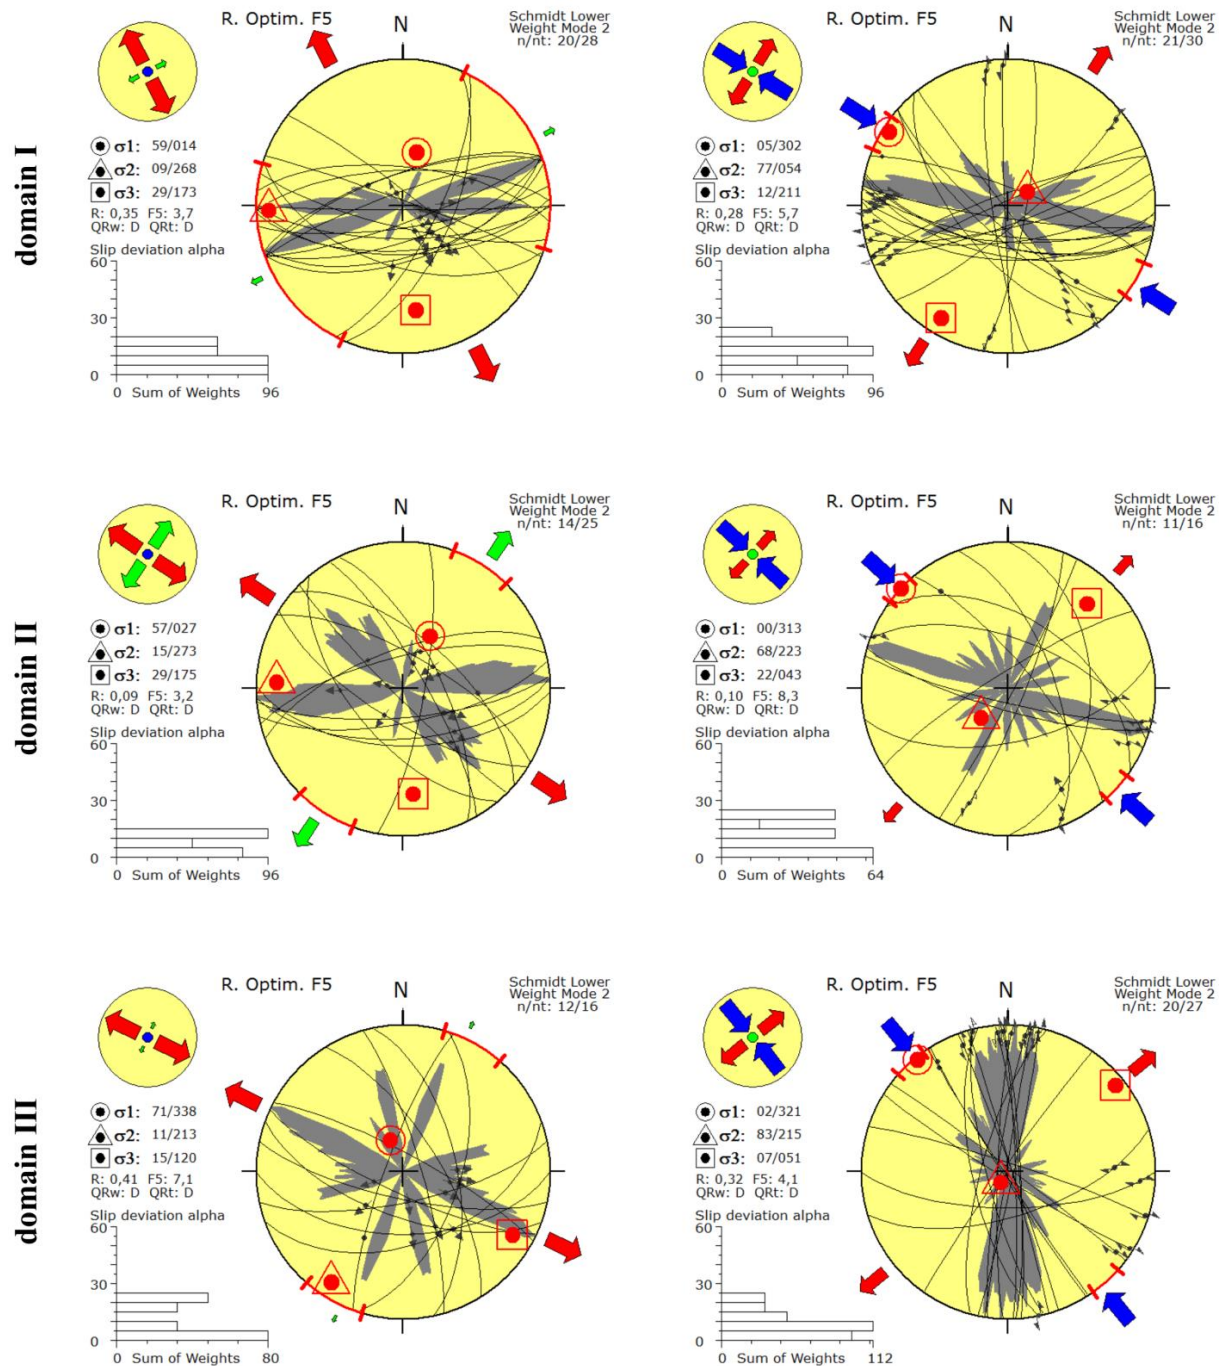 domain I
R. Optim. F5
N
Schmidt Lower
Weight Mode 2
n/nt: 20/28
σ1: 59/014
σ2: 09/268
σ3: 29/173
R: 0,35 F5: 3,7
QRw: D QRt: D
Slip deviation alpha
60
30
0
0 Sum of Weights 96
R. Optim. F5
N
Schmidt Lower
Weight Mode 2
n/nt: 21/30
σ1: 05/302
σ2: 77/054
σ3: 12/211
R: 0,28 F5: 5,7
QRw: D QRt: D
Slip deviation alpha
60
30
0
0 Sum of Weights 96
domain II
R. Optim. F5
N
Schmidt Lower
Weight Mode 2
n/nt: 14/25
σ1: 57/027
σ2: 15/273
σ3: 29/175
R: 0,09 F5: 3,2
QRw: D QRt: D
Slip deviation alpha
60
30
0
0 Sum of Weights 96
R. Optim. F5
N
Schmidt Lower
Weight Mode 2
n/nt: 11/16
σ1: 00/313
σ2: 68/223
σ3: 22/043
R: 0,10 F5: 8,3
QRw: D QRt: D
Slip deviation alpha
60
30
0
0 Sum of Weights 64
domain III
R. Optim. F5
N
Schmidt Lower
Weight Mode 2
n/nt: 12/16
σ1: 71/338
σ2: 11/213
σ3: 15/120
R: 0,41 F5: 7,1
QRw: D QRt: D
Slip deviation alpha
60
30
0
0 Sum of Weights 80
R. Optim. F5
N
Schmidt Lower
Weight Mode 2
n/nt: 20/27
σ1: 02/321
σ2: 83/215
σ3: 07/051
R: 0,32 F5: 4,1
QRw: D QRt: D
Slip deviation alpha
60
30
0
0 Sum of Weights 112